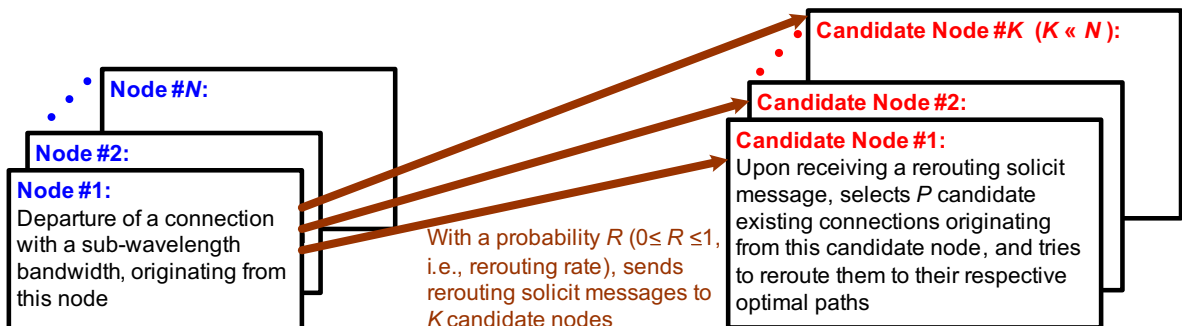 Node #N:
Node #2:
Node #1:
Departure of a connection
with a sub-wavelength
bandwidth, originating from
this node
With a probability R (0≤ R ≤1,
i.e., rerouting rate), sends
rerouting solicit messages to
K candidate nodes
Candidate Node #K (K « N ):
Candidate Node #2:
Candidate Node #1:
Upon receiving a rerouting solicit
message, selects P candidate
existing connections originating
from this candidate node, and tries
to reroute them to their respective
optimal paths